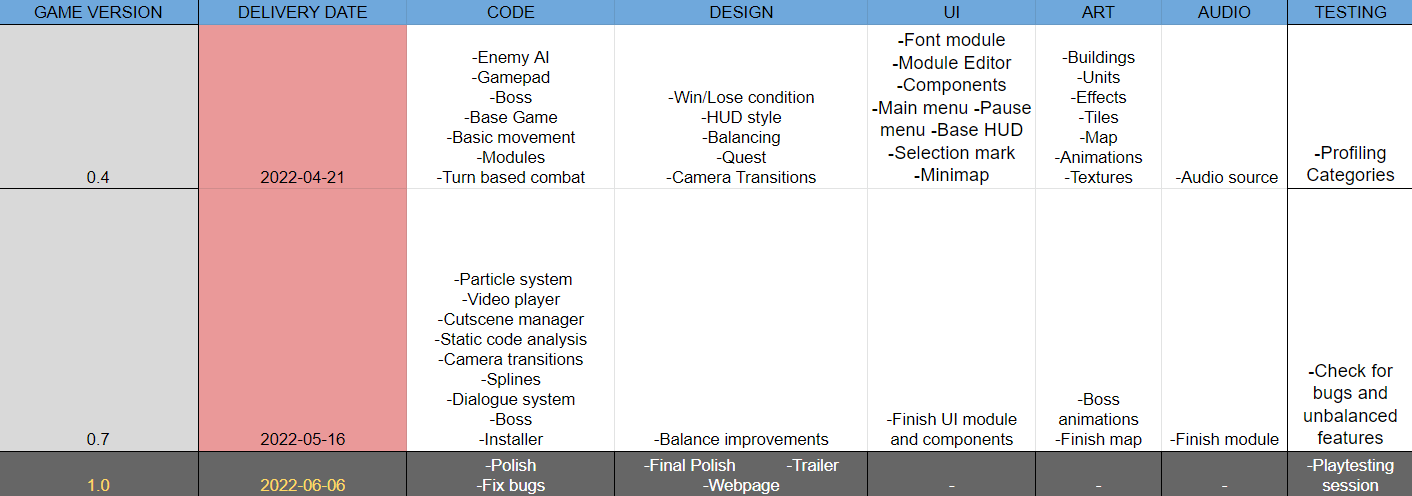 GAME VERSION
DELIVERY DATE
CODE
DESIGN
UI
ART
AUDIO
TESTING
0.4
2022-04-21
-Enemy AI
-Gamepad
-Boss
-Base Game
-Basic movement
-Modules
-Turn based combat
-Win/Lose condition
-HUD style
-Balancing
-Quest
-Camera Transitions
-Font module
-Module Editor
-Components
-Main menu -Pause
menu -Base HUD
-Selection mark
-Minimap
-Buildings
-Units
-Effects
-Tiles
-Map
-Animations
-Textures
-Audio source
-Profiling
Categories
0.7
2022-05-16
-Particle system
-Video player
-Cutscene manager
-Static code analysis
-Camera transitions
-Splines
-Dialogue system
-Boss
-Installer
-Balance improvements
-Finish UI module
and components
-Boss
animations
-Finish map
-Finish module
-Check for
bugs and
unbalanced
features
1.0
2022-06-06
-Polish
-Fix bugs
-Final Polish -Trailer
-Webpage
-
-
-
-Playtesting
session